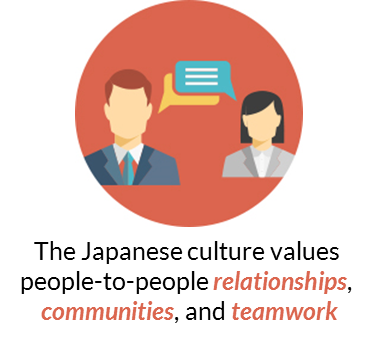 The Japanese culture values
people-to-people relationships,
communities, and teamwork